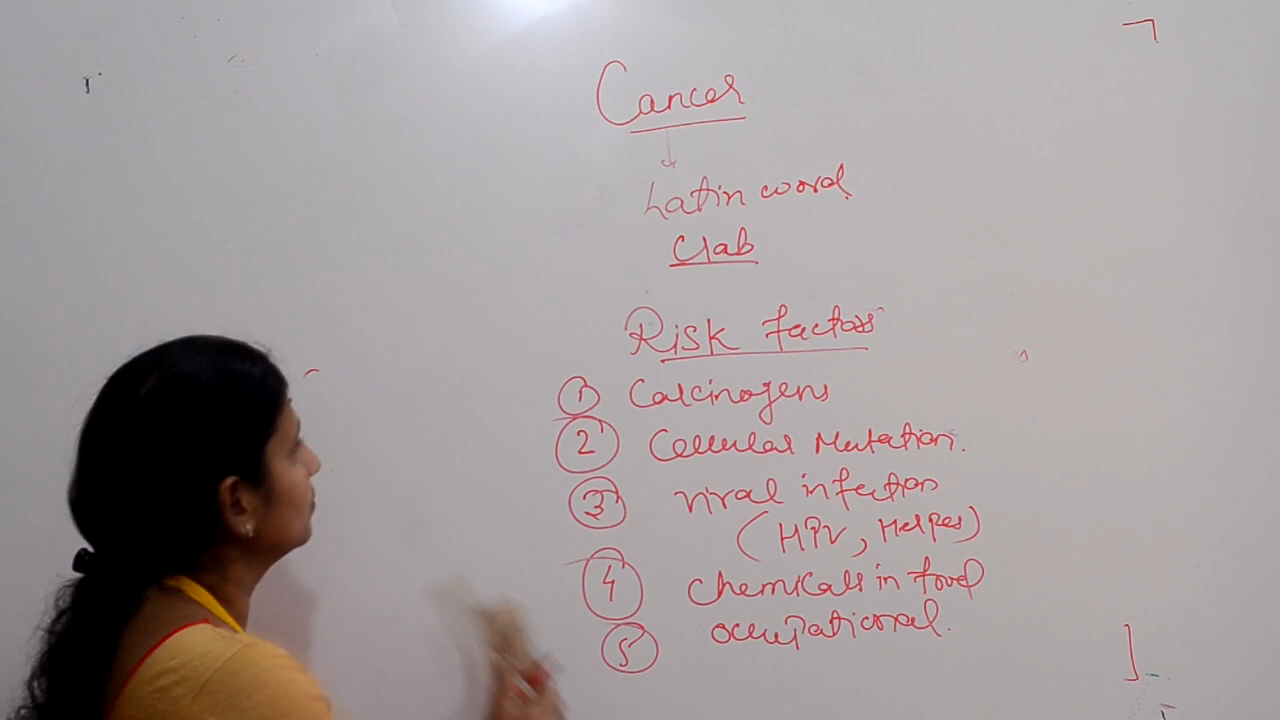 Cancer
Latin word
Crab
Risk factors
1 Carcinogens
2 Cellular Mutation.
3 Viral infection
(HPV, Herpes)
4 Chemicals in food
5 occupational.